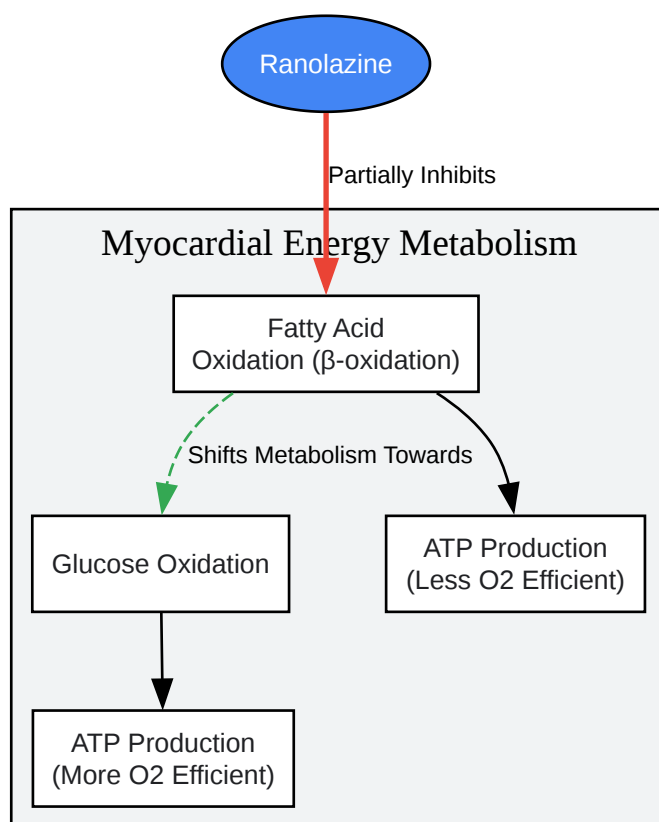 Ranolazine
Partially Inhibits
Myocardial Energy Metabolism
Fatty Acid
Oxidation (β-oxidation)
Shifts Metabolism Towards
Glucose Oxidation
ATP Production
(Less O2 Efficient)
ATP Production
(More O2 Efficient)